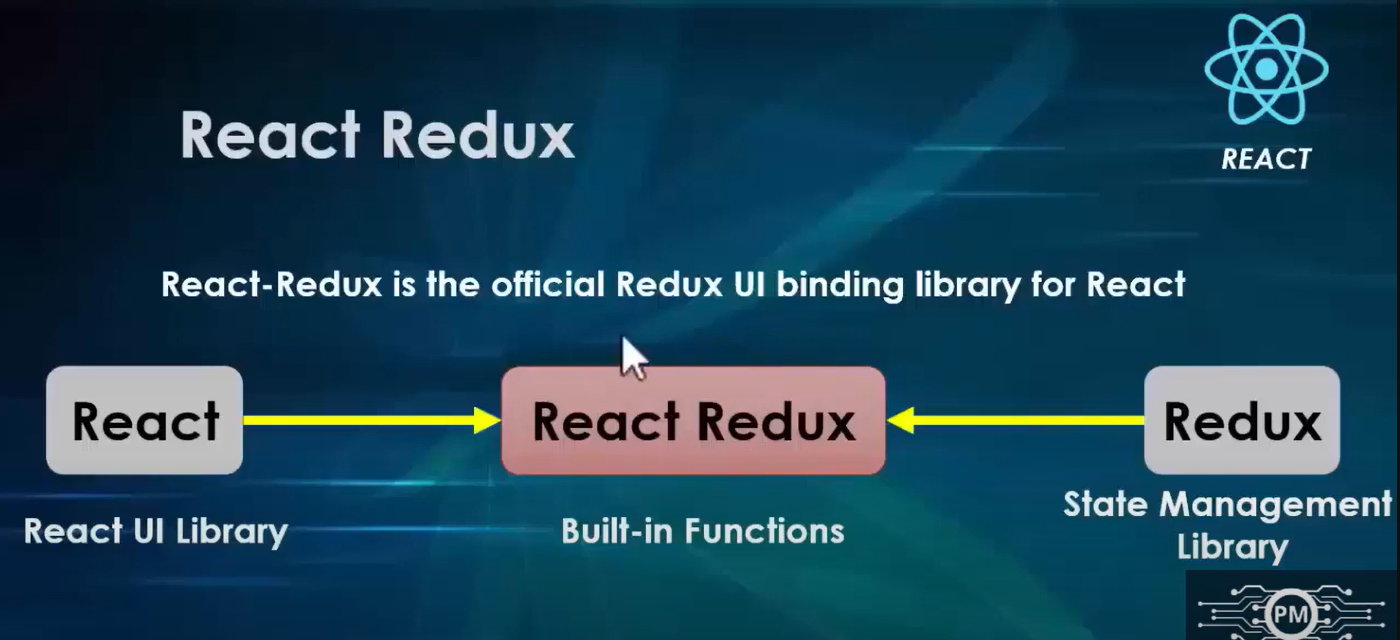 REACT
React Redux
React-Redux is the official Redux UI binding library for React
React
React Redux
Redux
React UI Library
Built-in Functions
State Management
Library
PM